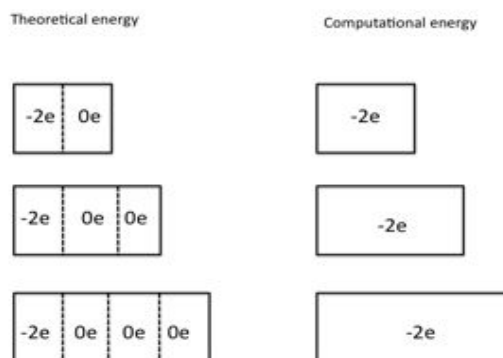 Theoretical energy
Computational energy
-2e 0e
-2e
-2e 0e 0e
-2e
-2e 0e 0e 0e
-2e